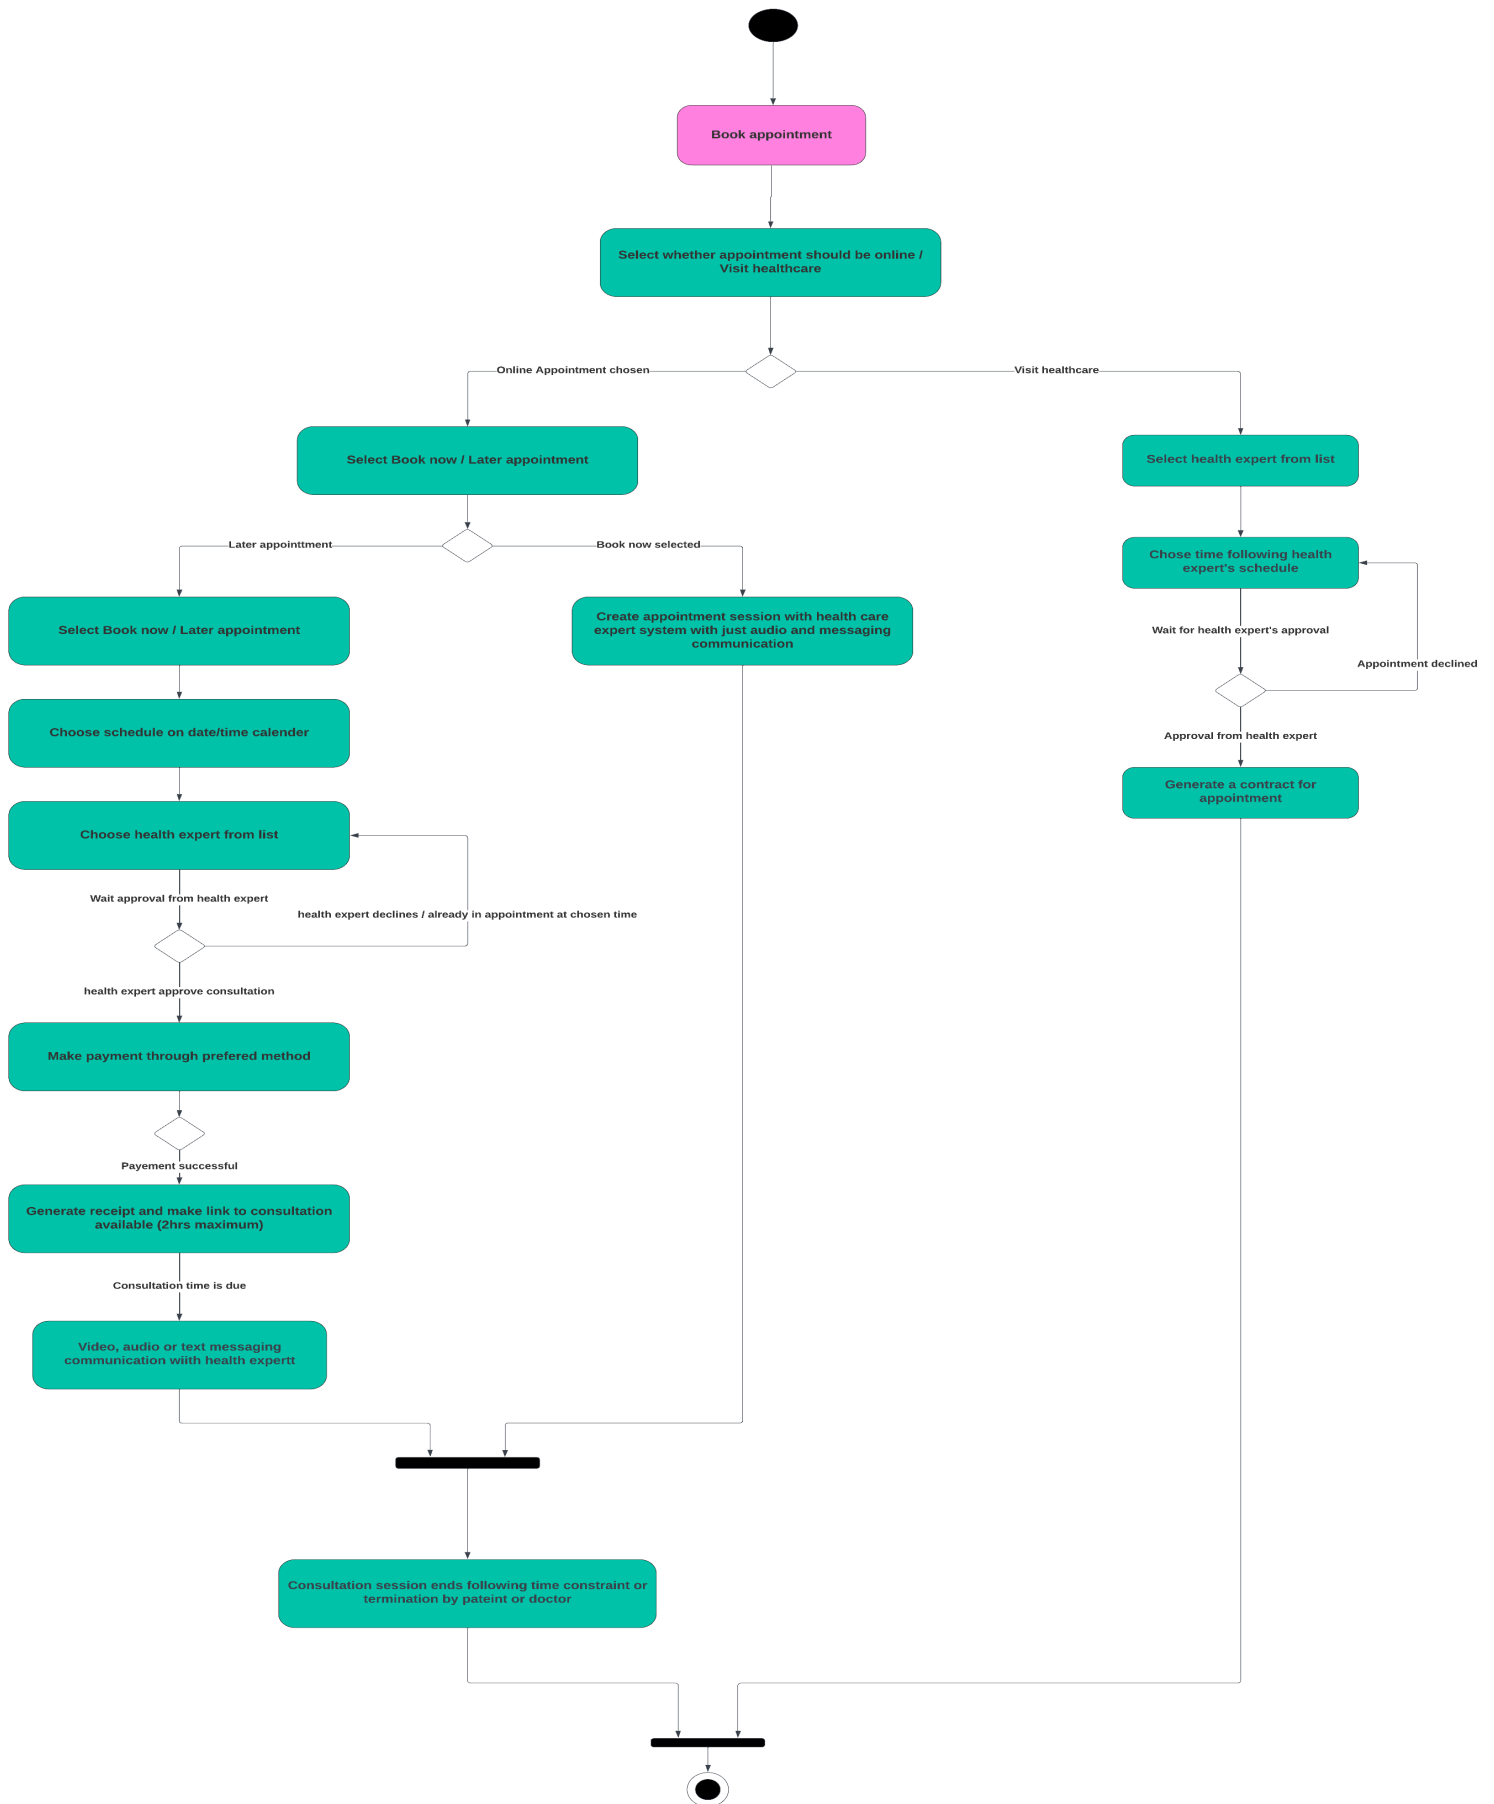 Book appointment
Select whether appointment should be online /
Visit healthcare
Online Appointment chosen
Visit healthcare
Select Book now / Later appointment
Select health expert from list
Later appointtment
Book now selected
Chose time following health
expert's schedule
Select Book now / Later appointment
Create appointment session with health care
expert system with just audio and messaging
communication
Wait for health expert's approval
Appointment declined
Choose schedule on date/time calender
Approval from health expert
Generate a contract for
appointment
Choose health expert from list
Wait approval from health expert
health expert declines / already in appointment at chosen time
health expert approve consultation
Make payment through prefered method
Payement successful
Generate receipt and make link to consultation
available (2hrs maximum)
Consultation time is due
Video, audio or text messaging
communication wiith health expertt
Consultation session ends following time constraint or
termination by pateint or doctor